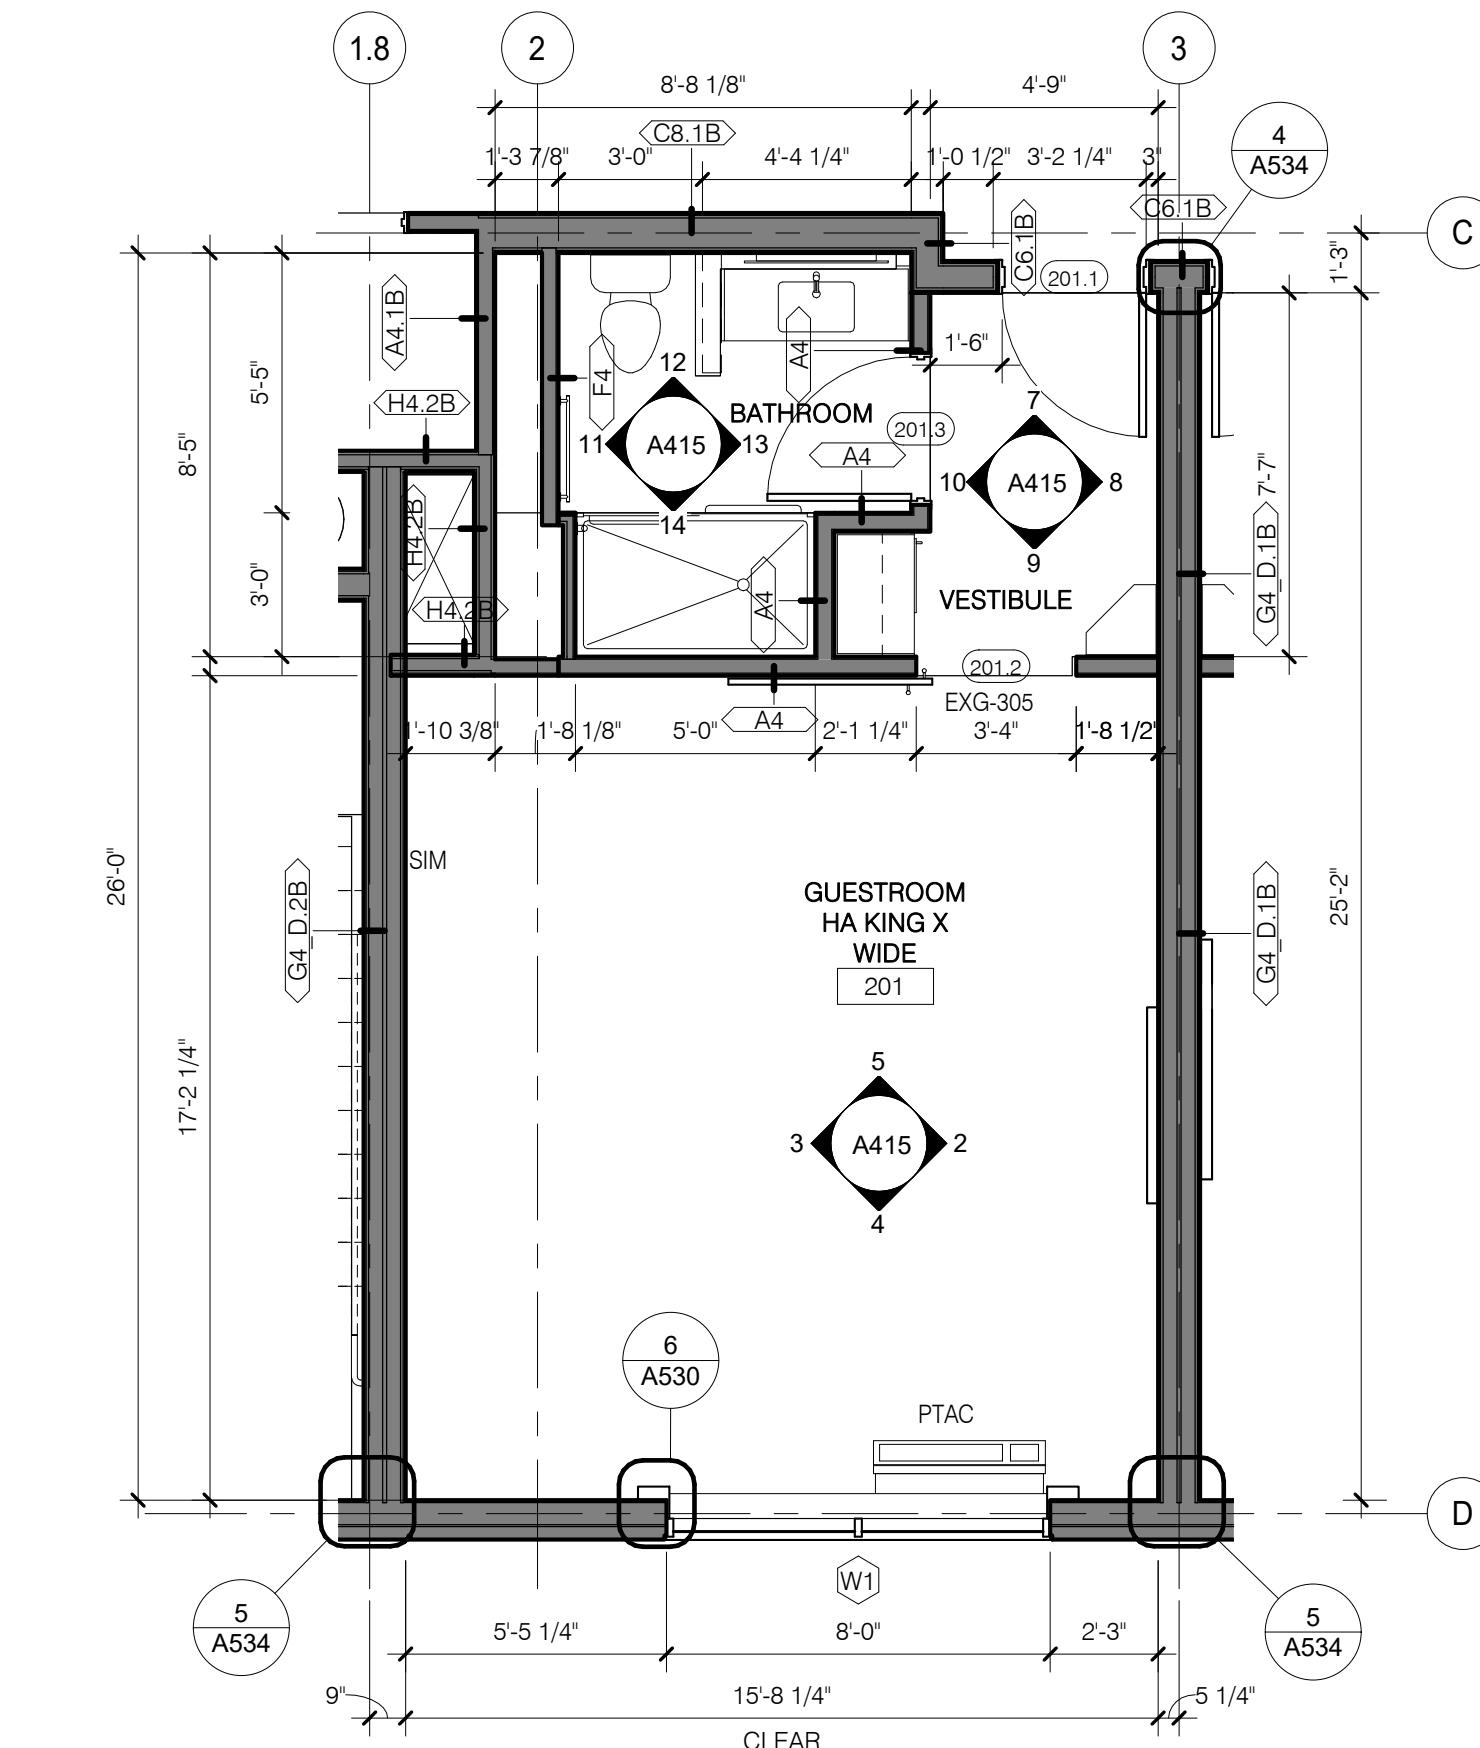 1.8
2
3
8'-8 1/8"
4'-9"
C8.1B
4
A534
1'-3 7/8"
3'-0"
4'-4 1/4"
1'-0 1/2"
3'-2 1/4"
3"
C6.1B
C6.1B
C
1'-3"
201.1
A4.1B
A4
1'-6"
F4
5'-5"
12
7
H4.2B
BATHROOM
201.3
8'-5"
11
A415
13
A4
10
A415
8
7'-7"
H4.2B
14
9
G4_D.1B
3'-0"
A4
H4.2B
VESTIBULE
201.2
EXG-305
A4
1'-10 3/8"
1'-8 1/8"
5'-0"
2'-1 1/4"
3'-4"
1'-8 1/2"
SIM
26'-0"
G4_D.2B
GUESTROOM
HA KING X
WIDE
201
G4_D.1B
25'-2"
17'-2 1/4"
5
3
A415
2
4
6
A530
PTAC
D
W1
5
A534
5'-5 1/4"
8'-0"
2'-3"
5
A534
9"
15'-8 1/4"
5 1/4"
CLEAR